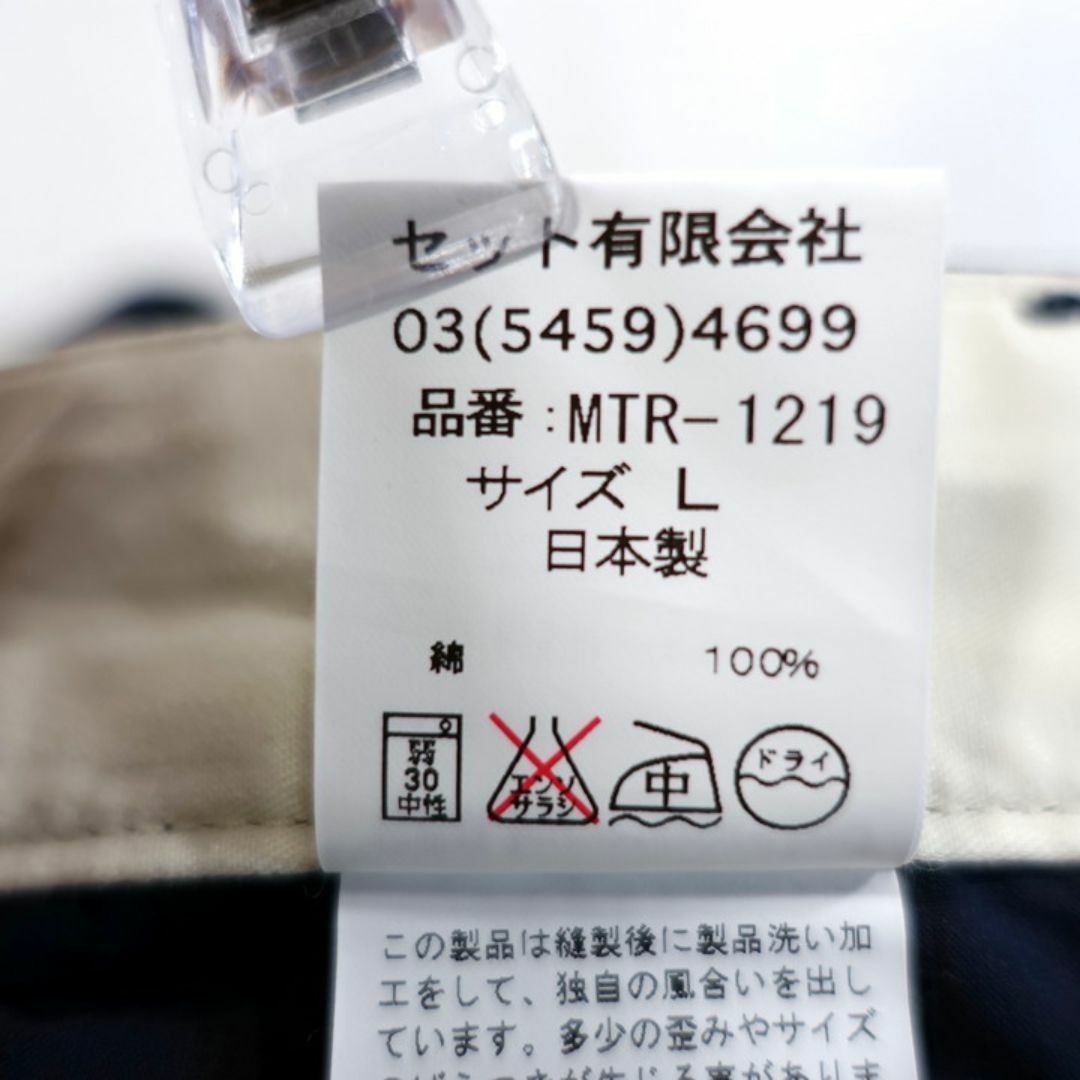 セット有限会社
03(5459)4699
品番:MTR-1219
サイズ L
日本製
綿 100%
弱
30
中性
エンソ
サラシ
中
ドライ
この製品は縫製後に製品洗い加
工をして、独自の風合いを出し
ています。多少の歪みやサイズ